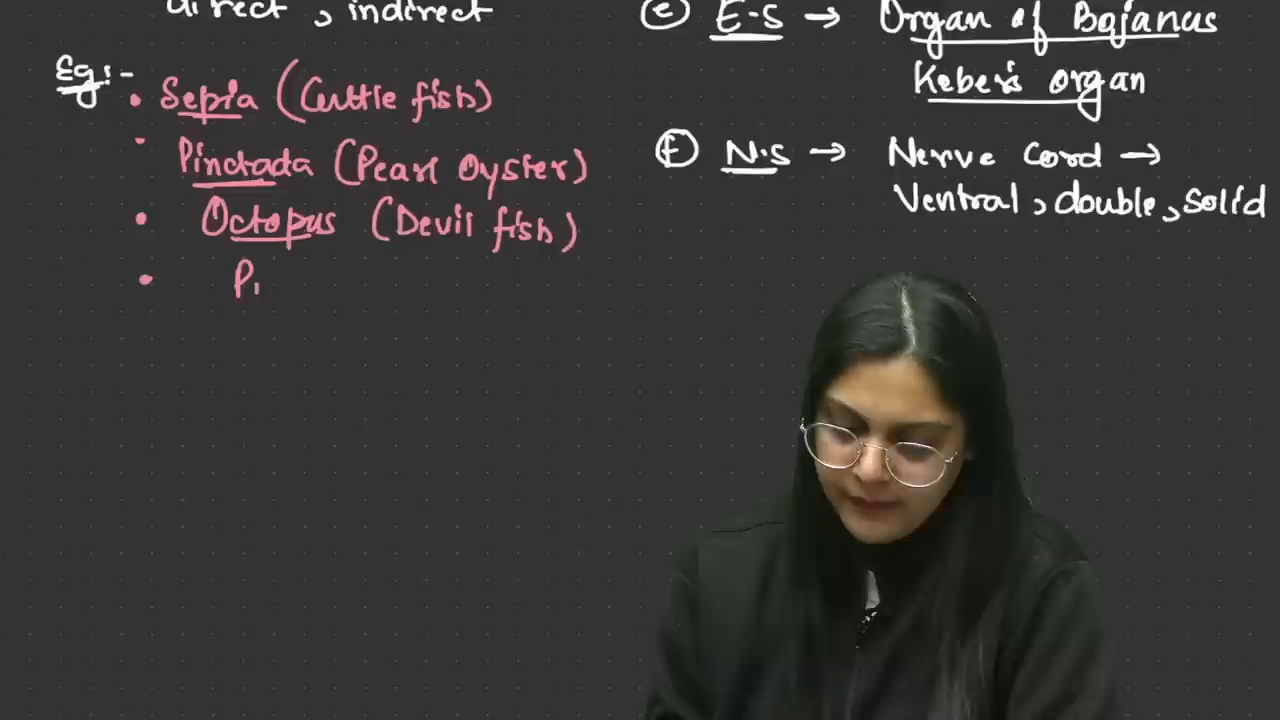 direct, indirect
Eg:-
• Sepia (Cuttle fish)
• Pinctada (Pearl Oyster)
• Octopus (Devil fish)
• Pi
(e) E.S → Organ of Bojanus
Keber's organ
(f) N.S → Nerve Cord →
Ventral, double, solid